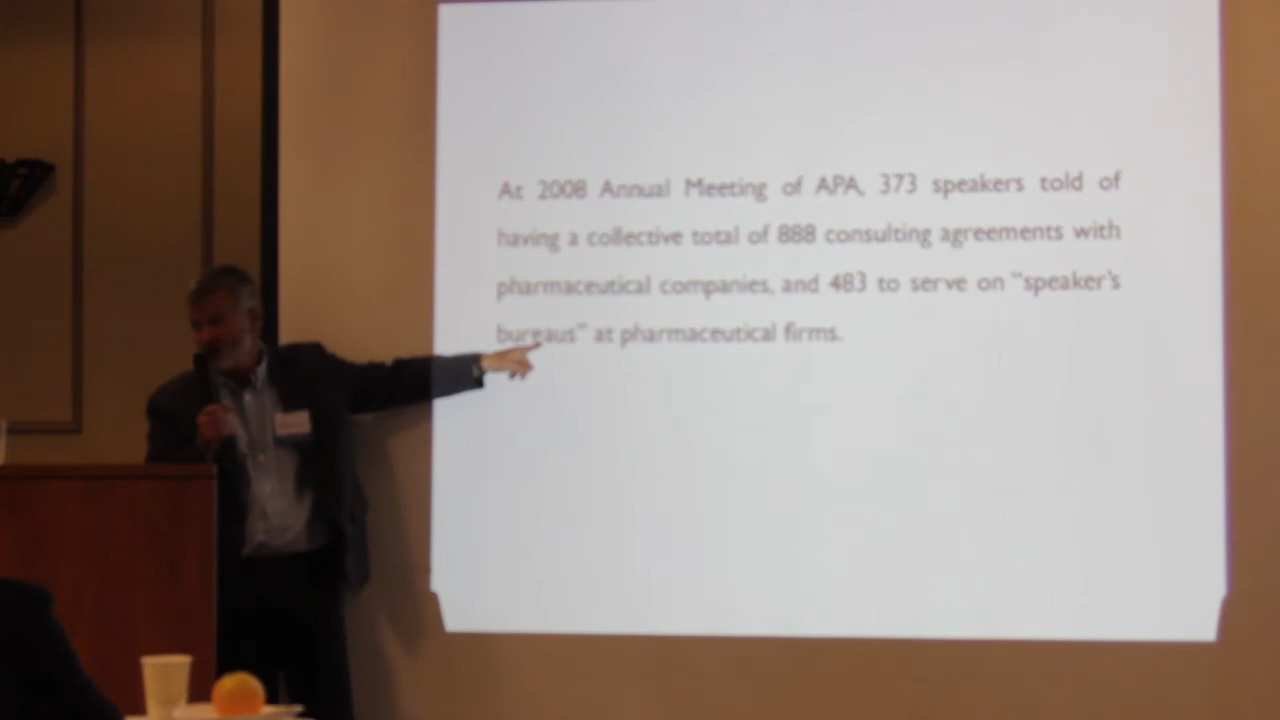 At 2008 Annual Meeting of APA, 373 speakers told of
having a collective total of 888 consulting agreements with
pharmaceutical companies, and 483 to serve on "speaker's
bureaus" at pharmaceutical firms.